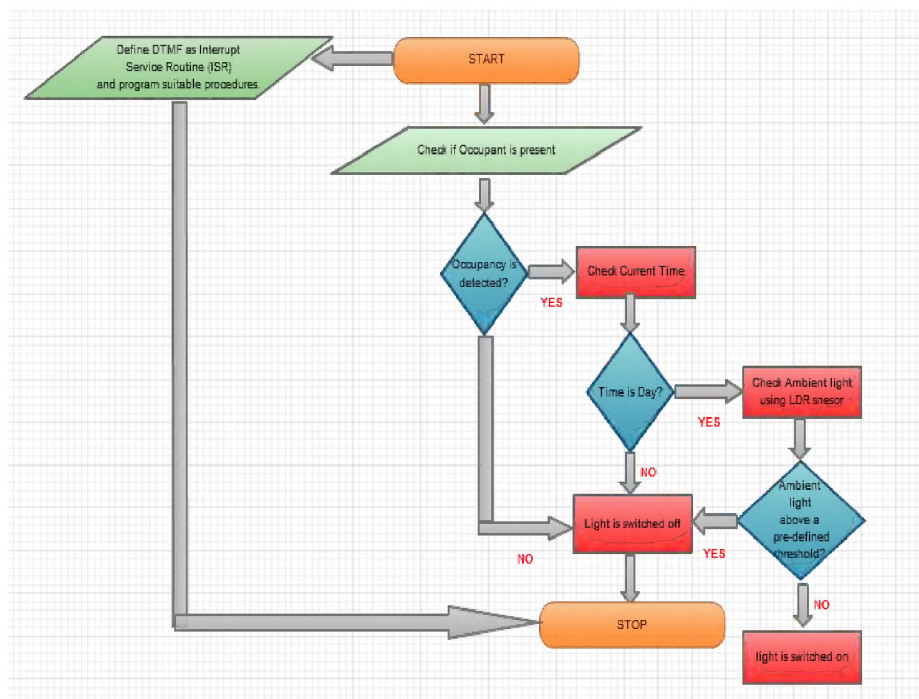 Define DTMF as Interrupt
Service Routine (ISR)
and program suitable procedures.
START
Check if Occupant is present
Occupancy is
detected?
YES
Check Current Time
Time is Day?
YES
Check Ambient light
using LDR snesor
NO
Light is switched off
Ambient
light
above a
pre-defined
threshold?
YES
NO
NO
STOP
light is switched on